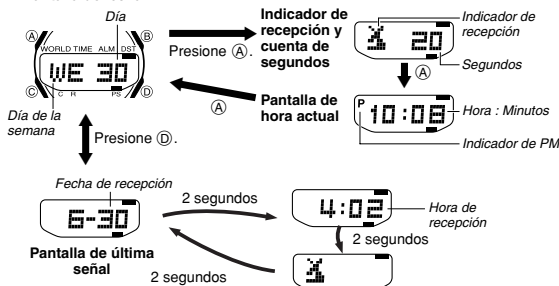 Día
Indicador de
recepción y
cuenta de
segundos
Indicador de
recepción
Ⓐ
Ⓑ
WORLD TIME ALM DST
Presione Ⓐ.
20
WE 30
Segundos
Ⓐ
Ⓒ
C R PS
Ⓓ
Ⓐ
Pantalla de
hora actual
P
10:08
Hora : Minutos
Día de la
semana
Indicador de PM
Presione Ⓓ.
Fecha de recepción
2 segundos
6-30
4:02
Hora de
recepción
Pantalla de última
señal
2 segundos
2 segundos